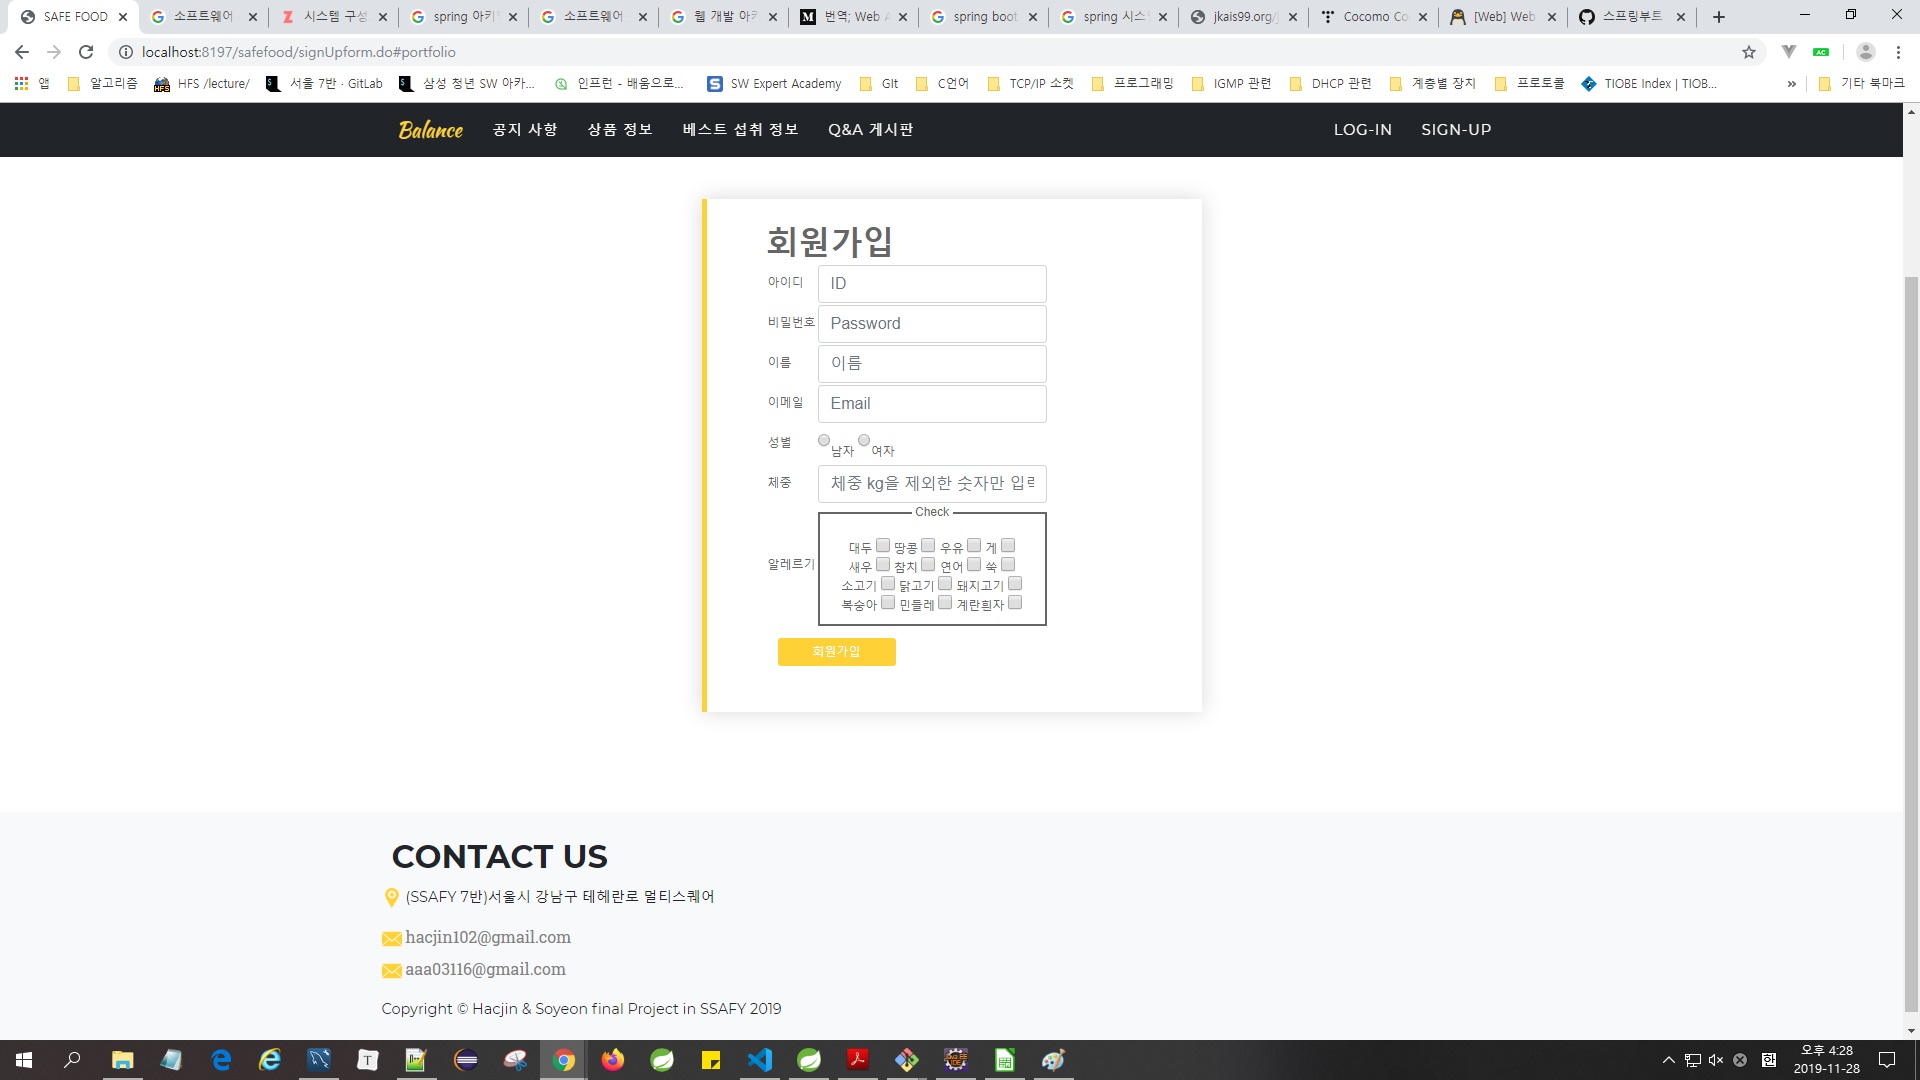 SAFE FOOD 소프트웨어 시스템 구성 spring 아키 소프트웨어 웹 개발 아키 번역; Web A spring boot spring 시스 jkais99.org/j Cocomo Co [Web] Web 스프링부트
localhost:8197/safefood/signUpform.do#portfolio
앱 알고리즘 HFS /lecture/ 서울 7반 · GitLab 삼성 청년 SW 아카... 인프런 - 배움으로... SW Expert Academy GIt C언어 TCP/IP 소켓 프로그래밍 IGMP 관련 DHCP 관련 계층별 장치 프로토콜 TIOBE Index | TIOB... » 기타 북마크
Balance 공지 사항 상품 정보 베스트 섭취 정보 Q&A 게시판 LOG-IN SIGN-UP
회원가입
아이디 ID
비밀번호 Password
이름 이름
이메일 Email
성별 남자 여자
체중 체중 kg을 제외한 숫자만
Check
알레르기
대두 땅콩 우유 게
새우 참치 연어 쑥
소고기 닭고기 돼지고기
복숭아 민들레 계란흰자
회원가입
CONTACT US
(SSAFY 7반)서울시 강남구 테헤란로 멀티스퀘어
hacjin102@gmail.com
aaa03116@gmail.com
Copyright © Hacjin & Soyeon final Project in SSAFY 2019
한 오후 4:28
2019-11-28